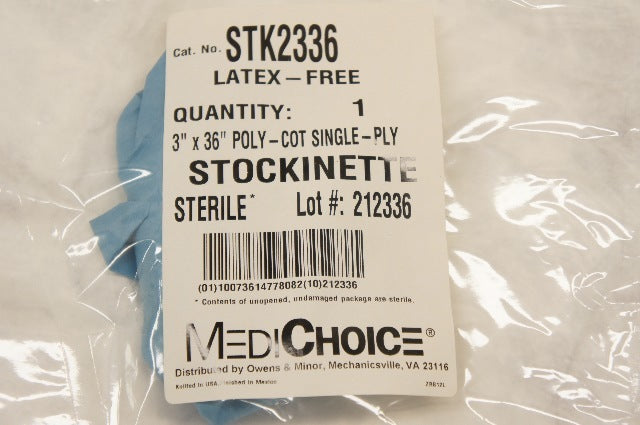 Cat. No. STK2336
LATEX-FREE
QUANTITY: 1
3" x 36" POLY-COT SINGLE-PLY
STOCKINETTE
STERILE* Lot #: 212336
(01)10073614778082(10)212336
* Contents of unopened, undamaged package are sterile.
MEDICHOICE®
Distributed by Owens & Minor, Mechanicsville, VA 23116
Knitted in USA. Finished in Mexico